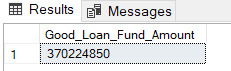 Results Messages
Good_Loan_Fund_Amount
1 370224850